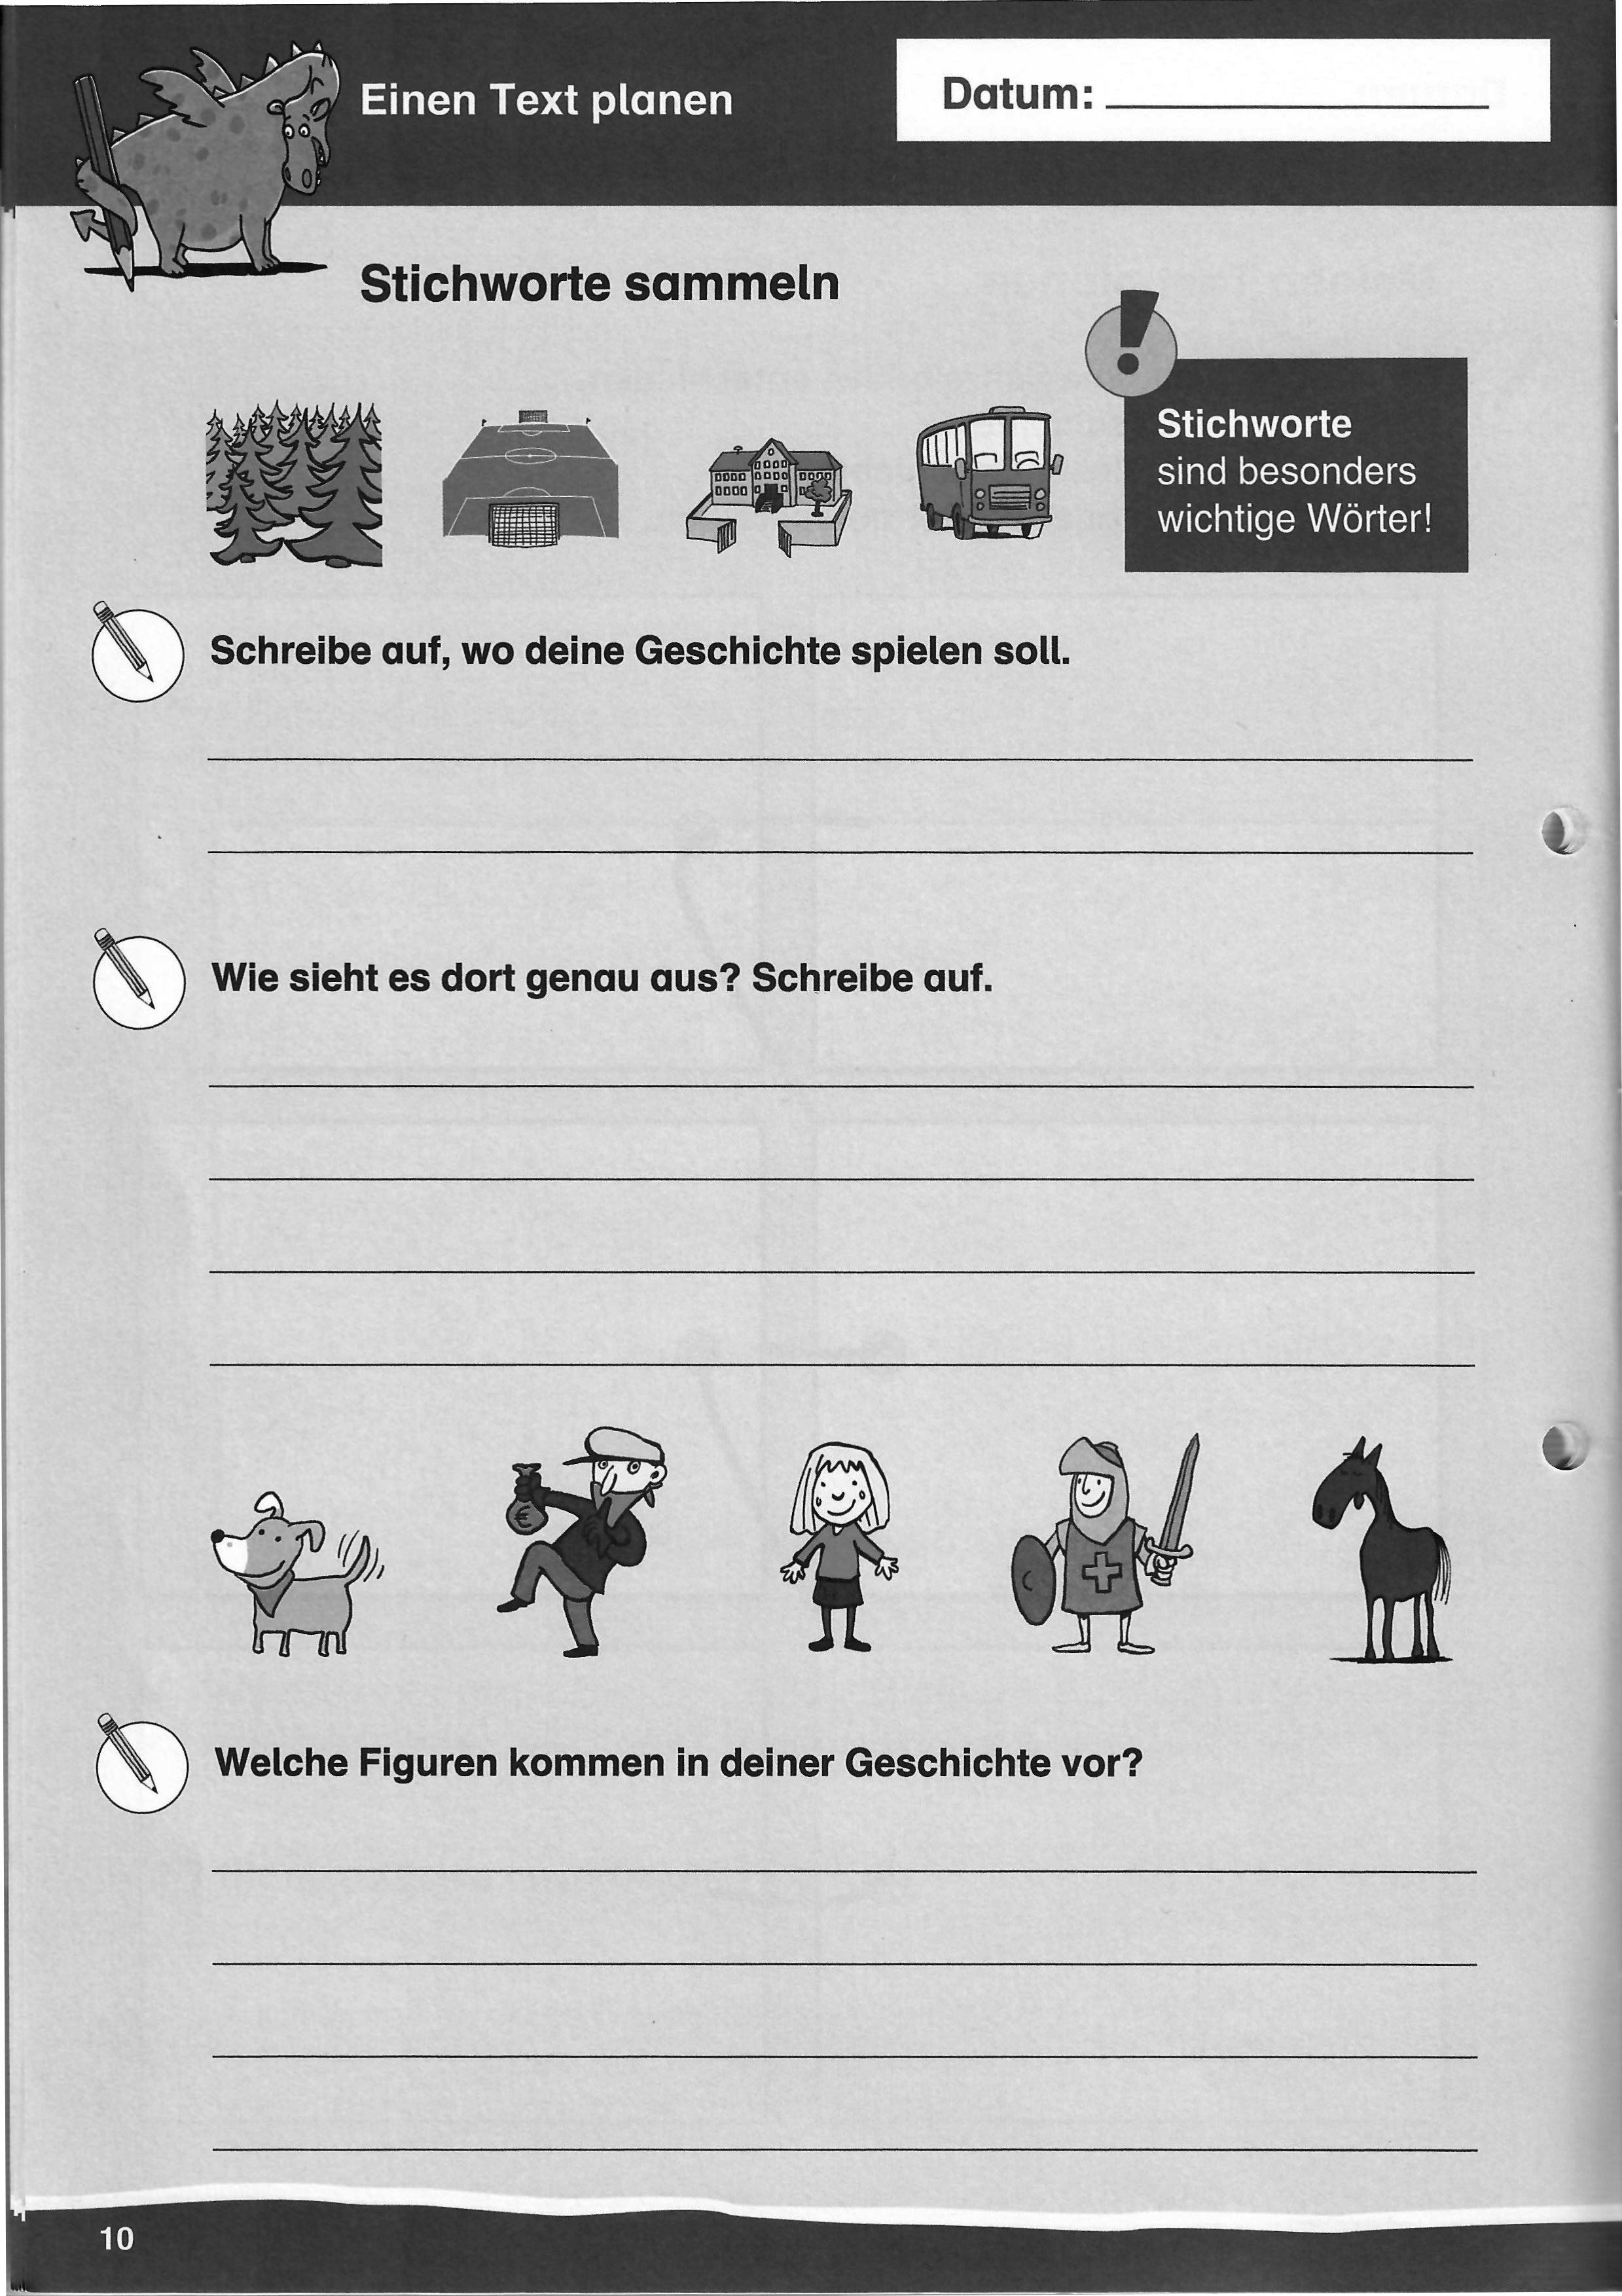 Einen Text planen
Datum:
Stichworte sammeln
Stichworte
sind besonders
wichtige Wörter!
Schreibe auf, wo deine Geschichte spielen soll.
Wie sieht es dort genau aus? Schreibe auf.
€
Welche Figuren kommen in deiner Geschichte vor?
10